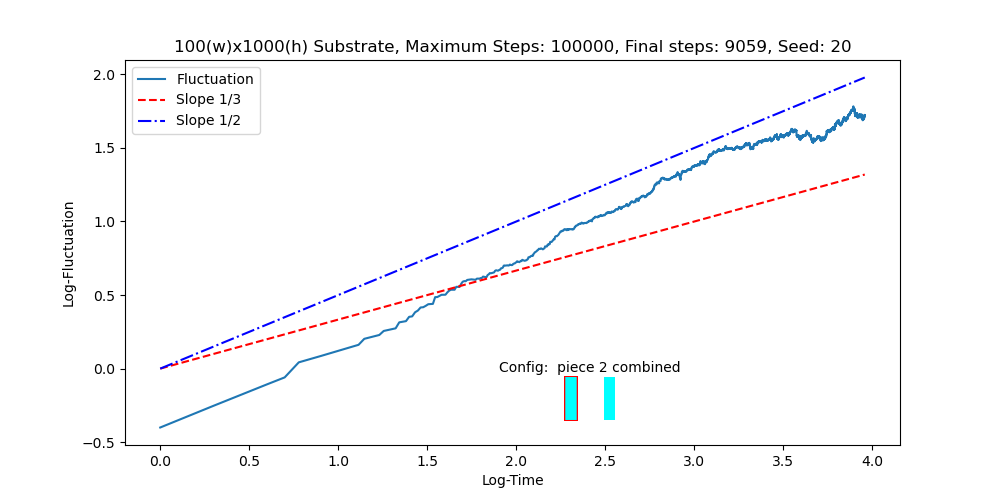 100(w)x1000(h) Substrate, Maximum Steps: 100000, Final steps: 9059, Seed: 20
Fluctuation
Slope 1/3
Slope 1/2
2.0
1.5
1.0
0.5
0.0
−0.5
Log-Fluctuation
Config:  piece 2 combined
0.0 0.5 1.0 1.5 2.0 2.5 3.0 3.5 4.0
Log-Time